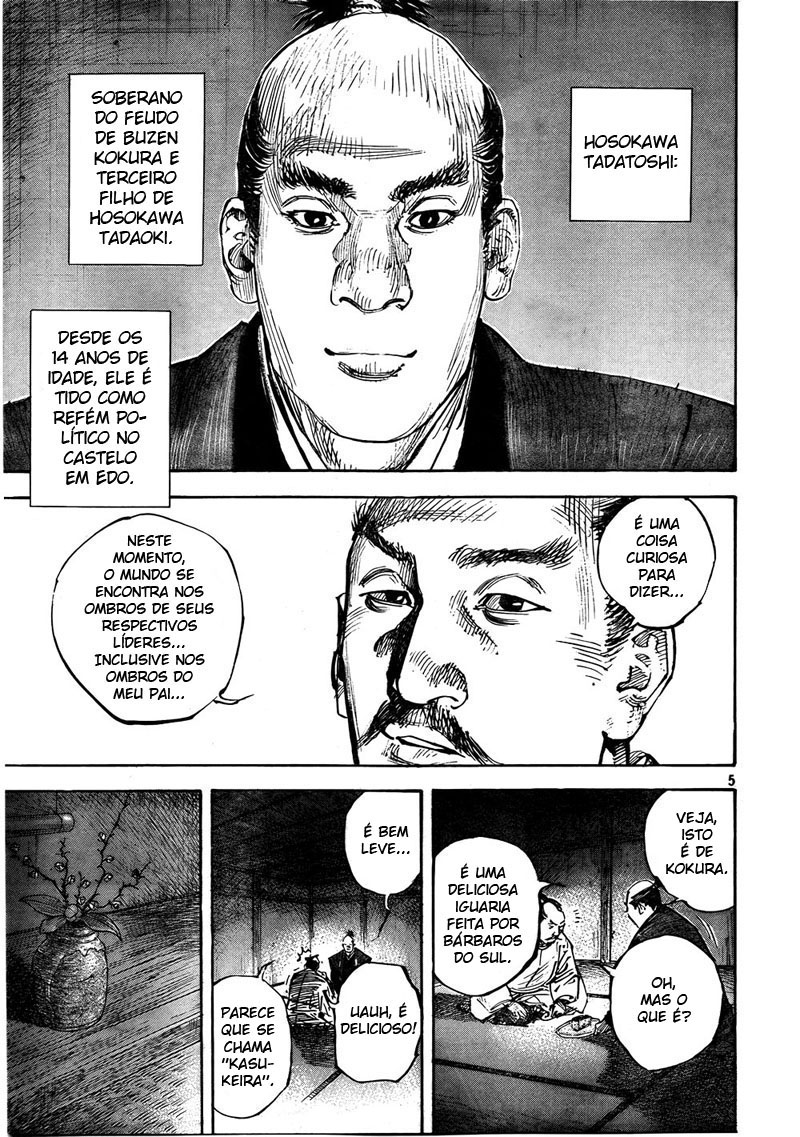 HOSOKAWA
TADATOSHI:
SOBERANO
DO FEUDO
DE BUZEN
KOKURA E
TERCEIRO
FILHO DE
HOSOKAWA
TADAOKI.
DESDE OS
14 ANOS DE
IDADE, ELE É
TIDO COMO
REFÉM PO-
LÍTICO NO
CASTELO
EM EDO.
É UMA
COISA
CURIOSA
PARA
DIZER...
NESTE
MOMENTO,
O MUNDO SE
ENCONTRA NOS
OMBROS DE SEUS
RESPECTIVOS
LÍDERES...
INCLUSIVE NOS
OMBROS DO
MEU PAI...
5
VEJA,
ISTO
É DE
KOKURA.
OH,
MAS O
QUE É?
É UMA
DELICIOSA
IGUARIA
FEITA POR
BÁRBAROS
DO SUL.
É BEM
LEVE...
UAUH, É
DELICIOSO!
PARECE
QUE SE
CHAMA
"KASU-
KEIRA".